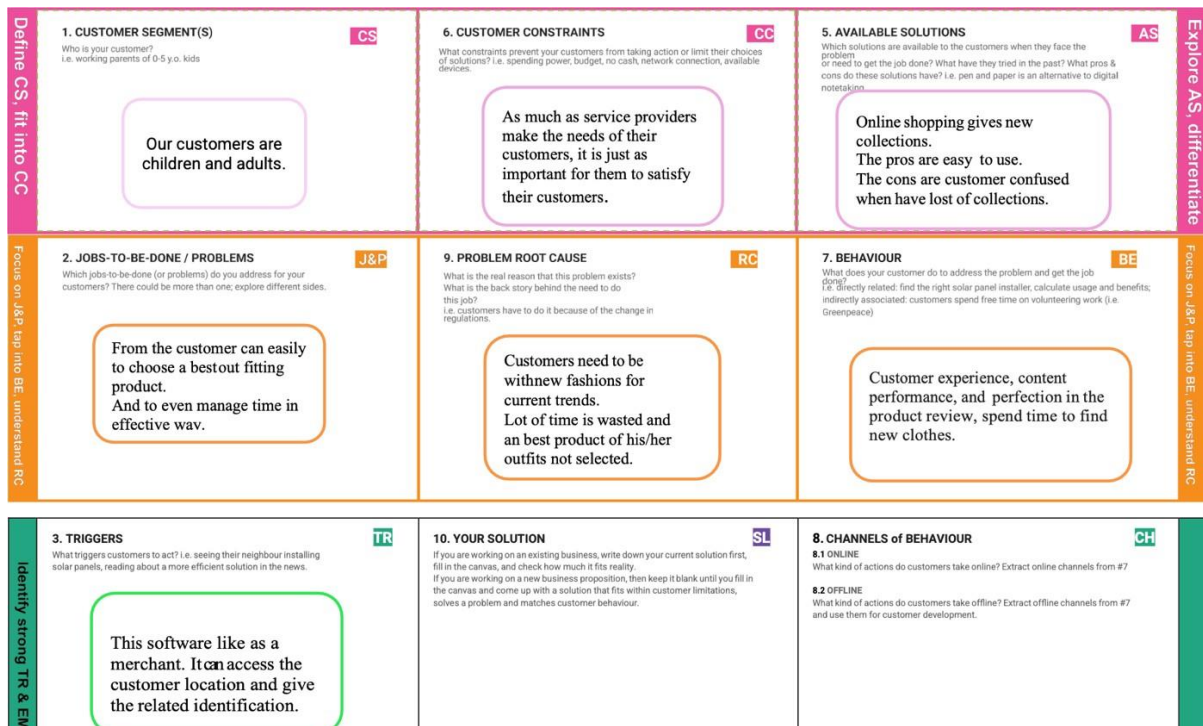 Define CS, fit into CC
1. CUSTOMER SEGMENT(S)
CS
Who is your customer?
i.e. working parents of 0-5 y.o. kids
Our customers are
children and adults.
6. CUSTOMER CONSTRAINTS
CC
What constraints prevent your customers from taking action or limit their choices
of solutions? i.e. spending power, budget, no cash, network connection, available
devices.
As much as service providers
make the needs of their
customers, it is just as
important for them to satisfy
their customers.
5. AVAILABLE SOLUTIONS
AS
Which solutions are available to the customers when they face the
problem
or need to get the job done? What have they tried in the past? What pros &
cons do these solutions have? i.e. pen and paper is an alternative to digital
notetaking
Online shopping gives new
collections.
The pros are easy to use.
The cons are customer confused
when have lost of collections.
Explore AS, differentiate
Focus on J&P, tap into BE, understand RC
2. JOBS-TO-BE-DONE / PROBLEMS
J&P
Which jobs-to-be-done (or problems) do you address for your
customers? There could be more than one; explore different sides.
From the customer can easily
to choose a bestout fitting
product.
And to even manage time in
effective way.
9. PROBLEM ROOT CAUSE
RC
What is the real reason that this problem exists?
What is the back story behind the need to do
this job?
i.e. customers have to do it because of the change in
regulations.
Customers need to be
withnew fashions for
current trends.
Lot of time is wasted and
an best product of his/her
outfits not selected.
7. BEHAVIOUR
BE
What does your customer do to address the problem and get the job
done?
i.e. directly related: find the right solar panel installer, calculate usage and benefits;
indirectly associated: customers spend free time on volunteering work (i.e.
Greenpeace)
Customer experience, content
performance, and perfection in the
product review, spend time to find
new clothes.
Focus on J&P, tap into BE, understand RC
Identify strong TR & EM
3. TRIGGERS
TR
What triggers customers to act? i.e. seeing their neighbour installing
solar panels, reading about a more efficient solution in the news.
This software like as a
merchant. It can access the
customer location and give
the related identification.
10. YOUR SOLUTION
SL
If you are working on an existing business, write down your current solution first,
fill in the canvas, and check how much it fits reality.
If you are working on a new business proposition, then keep it blank until you fill in
the canvas and come up with a solution that fits within customer limitations,
solves a problem and matches customer behaviour.
8. CHANNELS of BEHAVIOUR
CH
8.1 ONLINE
What kind of actions do customers take online? Extract online channels from #7
8.2 OFFLINE
What kind of actions do customers take offline? Extract offline channels from #7
and use them for customer development.